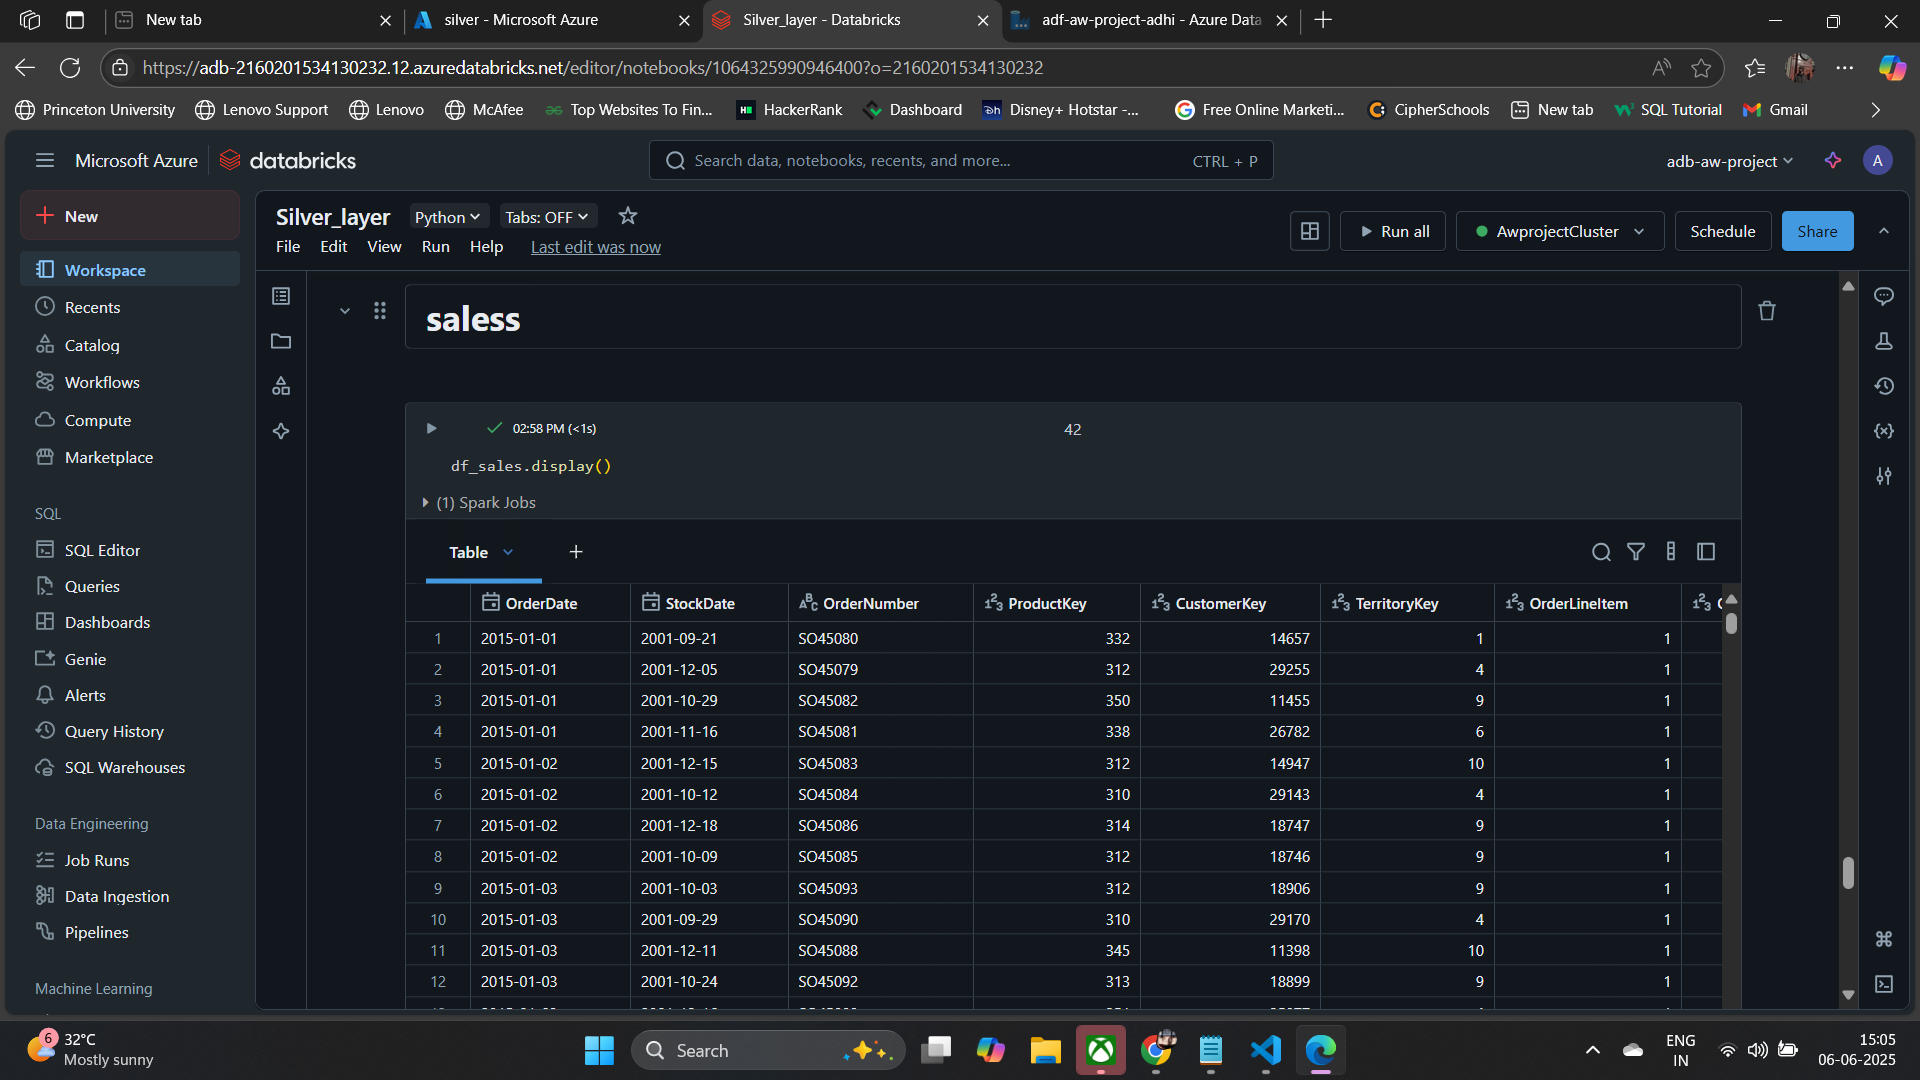 New tab
silver - Microsoft Azure
Silver_layer - Databricks
adf-aw-project-adhi - Azure Data
https://adb-2160201534130232.12.azuredatabricks.net/editor/notebooks/1064325990946400?o=2160201534130232
Princeton University
Lenovo Support
Lenovo
McAfee
Top Websites To Fin...
HackerRank
Dashboard
Disney+ Hotstar -...
Free Online Marketi...
CipherSchools
New tab
SQL Tutorial
Gmail
Microsoft Azure
databricks
Search data, notebooks, recents, and more...
CTRL + P
adb-aw-project
A
New
Workspace
Recents
Catalog
Workflows
Compute
Marketplace
SQL
SQL Editor
Queries
Dashboards
Genie
Alerts
Query History
SQL Warehouses
Data Engineering
Job Runs
Data Ingestion
Pipelines
Machine Learning
Silver_layer
Python
Tabs: OFF
File Edit View Run Help Last edit was now
Run all
AwprojectCluster
Schedule
Share
saless
02:58 PM (<1s)
42
df_sales.display()
(1) Spark Jobs
Table
OrderDate StockDate OrderNumber ProductKey CustomerKey TerritoryKey OrderLineItem
1 2015-01-01 2001-09-21 SO45080 332 14657 1 1
2 2015-01-01 2001-12-05 SO45079 312 29255 4 1
3 2015-01-01 2001-10-29 SO45082 350 11455 9 1
4 2015-01-01 2001-11-16 SO45081 338 26782 6 1
5 2015-01-02 2001-12-15 SO45083 312 14947 10 1
6 2015-01-02 2001-10-12 SO45084 310 29143 4 1
7 2015-01-02 2001-12-18 SO45086 314 18747 9 1
8 2015-01-02 2001-10-09 SO45085 312 18746 9 1
9 2015-01-03 2001-10-03 SO45093 312 18906 9 1
10 2015-01-03 2001-09-29 SO45090 310 29170 4 1
11 2015-01-03 2001-12-11 SO45088 345 11398 10 1
12 2015-01-03 2001-10-24 SO45092 313 18899 9 1
6
32°C
Mostly sunny
Search
ENG
IN
15:05
06-06-2025